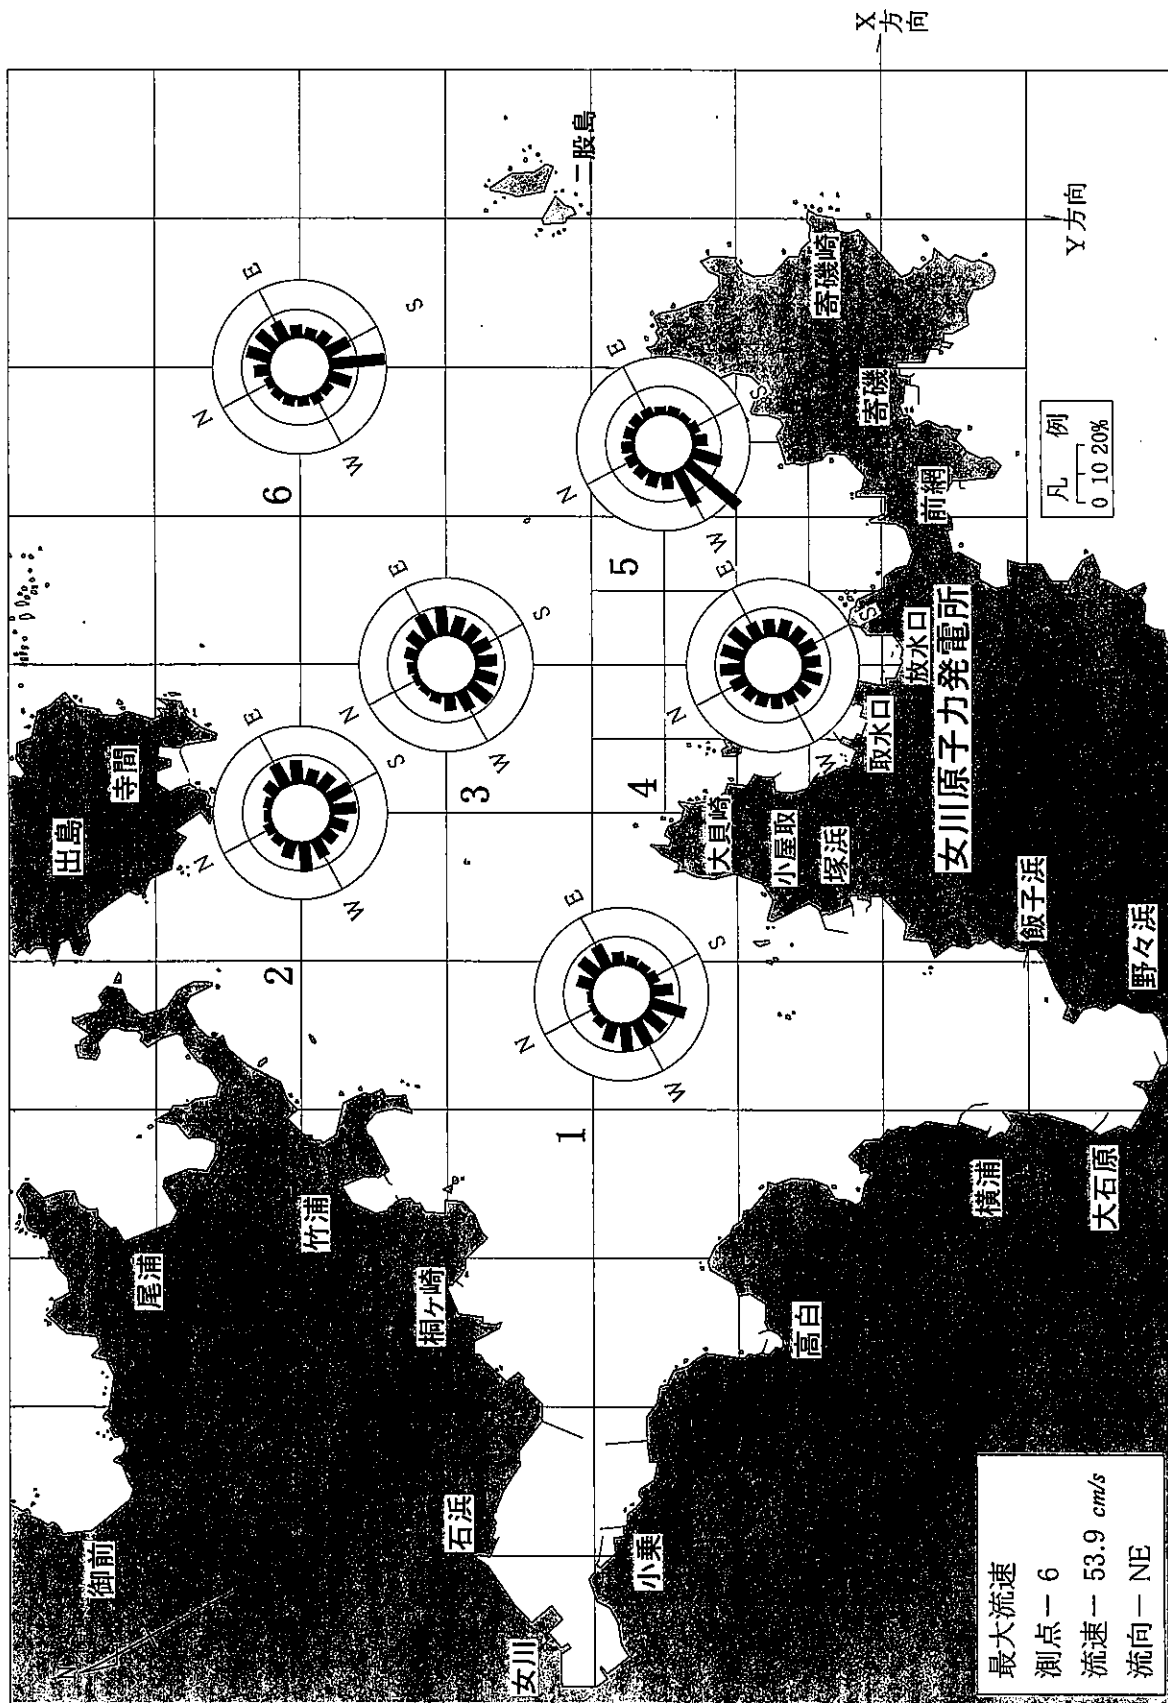 御前
尾浦
出島
寺間
竹浦
桐ヶ崎
石浜
女川
小乗
高白
横浦
大石原
野々浜
飯子浜
塚浜
小屋取
大貝崎
取水口
放水口
女川原子力発電所
前網
寄磯
寄磯崎
二股島
1
N
E
S
W
2
N
E
S
W
3
N
E
S
W
4
N
E
S
W
5
N
E
S
W
6
N
E
S
W
X方向
Y方向
凡 例
0 10 20%
最大流速
測点－6
流速－53.9 cm/s
流向－NE